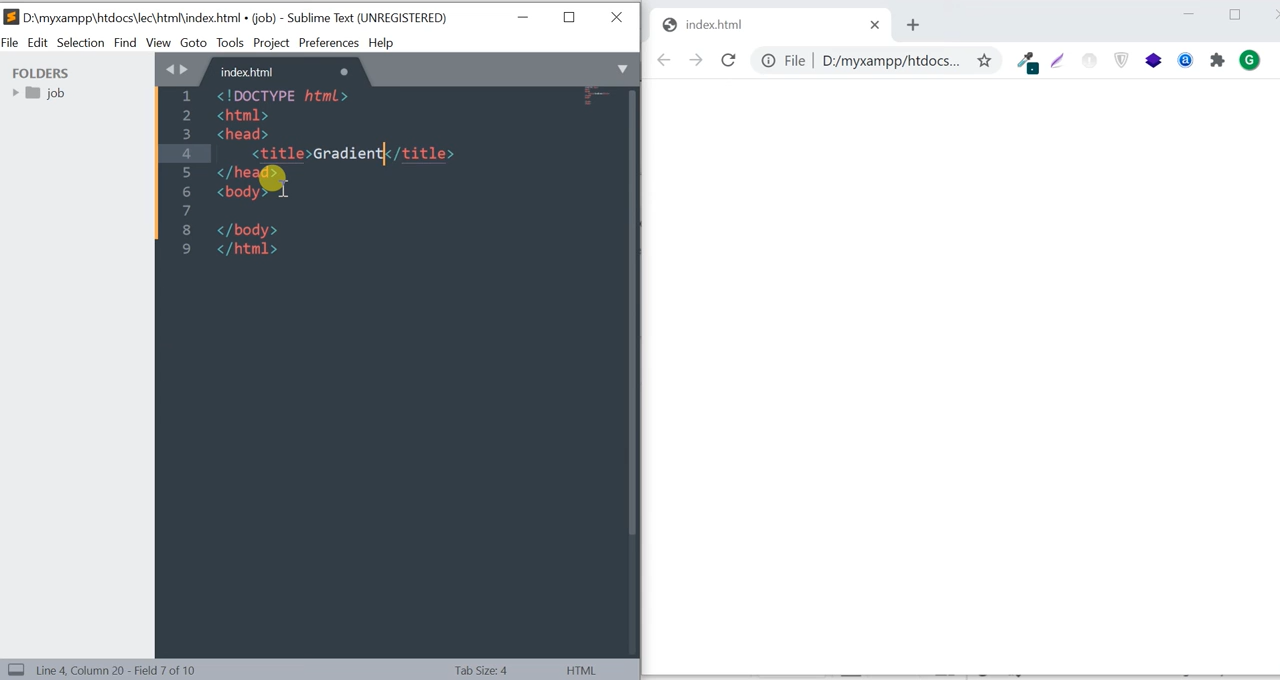 D:\myxampp\htdocs\lec\html\index.html • (job) - Sublime Text (UNREGISTERED)
File Edit Selection Find View Goto Tools Project Preferences Help
FOLDERS
job
index.html
1 <!DOCTYPE html>
2 <html>
3 <head>
4 <title>Gradient</title>
5 </head>
6 <body>
7
8 </body>
9 </html>
Line 4, Column 20 - Field 7 of 10
Tab Size: 4
HTML
index.html
File | D:/myxampp/htdocs...
a
G